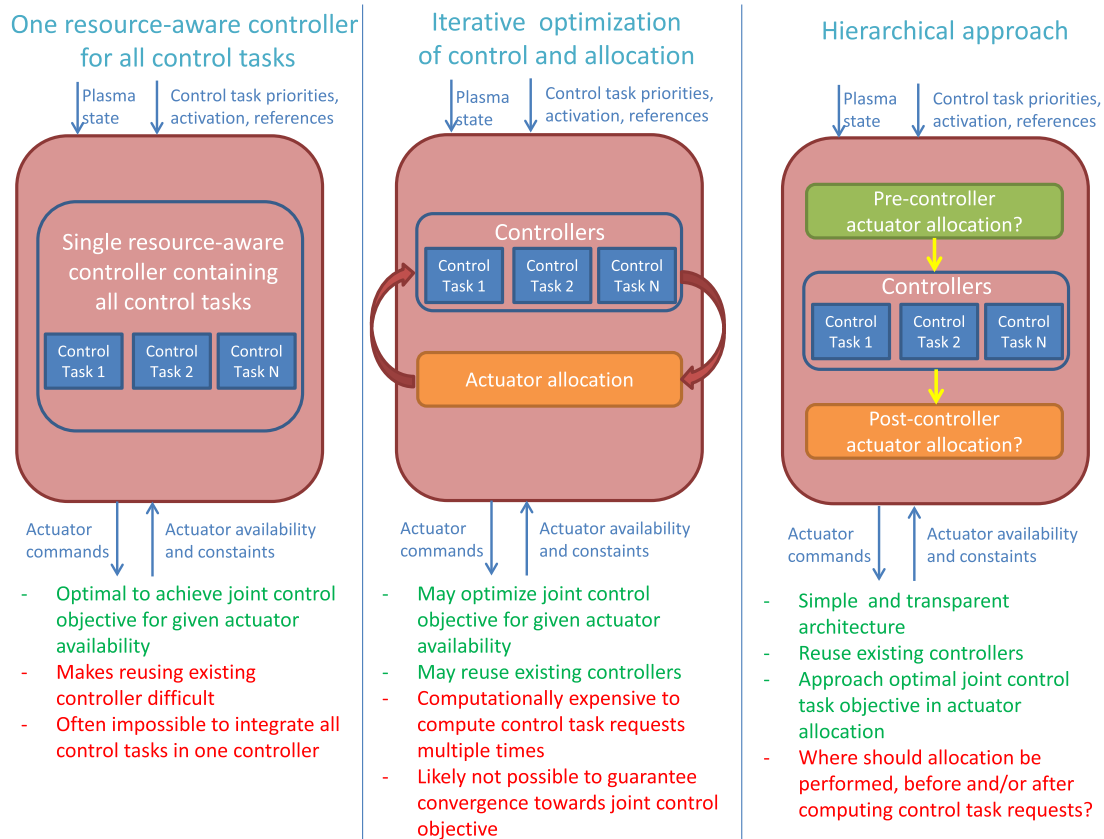 One resource-aware controller
for all control tasks
Plasma
state
Control task priorities,
activation, references
Single resource-aware
controller containing
all control tasks
Control
Task 1
Control
Task 2
Control
Task N
Actuator
commands
Actuator availability
and constaints
- Optimal to achieve joint control
objective for given actuator
availability
- Makes reusing existing
controller difficult
- Often impossible to integrate all
control tasks in one controller
Iterative optimization
of control and allocation
Plasma
state
Control task priorities,
activation, references
Controllers
Control
Task 1
Control
Task 2
Control
Task N
Actuator allocation
Actuator
commands
Actuator availability
and constaints
- May optimize joint control
objective for given actuator
availability
- May reuse existing controllers
- Computationally expensive to
compute control task requests
multiple times
- Likely not possible to guarantee
convergence towards joint control
objective
Hierarchical approach
Plasma
state
Control task priorities,
activation, references
Pre-controller
actuator allocation?
Controllers
Control
Task 1
Control
Task 2
Control
Task N
Post-controller
actuator allocation?
Actuator
commands
Actuator availability
and constaints
- Simple and transparent
architecture
- Reuse existing controllers
- Approach optimal joint control
task objective in actuator
allocation
- Where should allocation be
performed, before and/or after
computing control task requests?